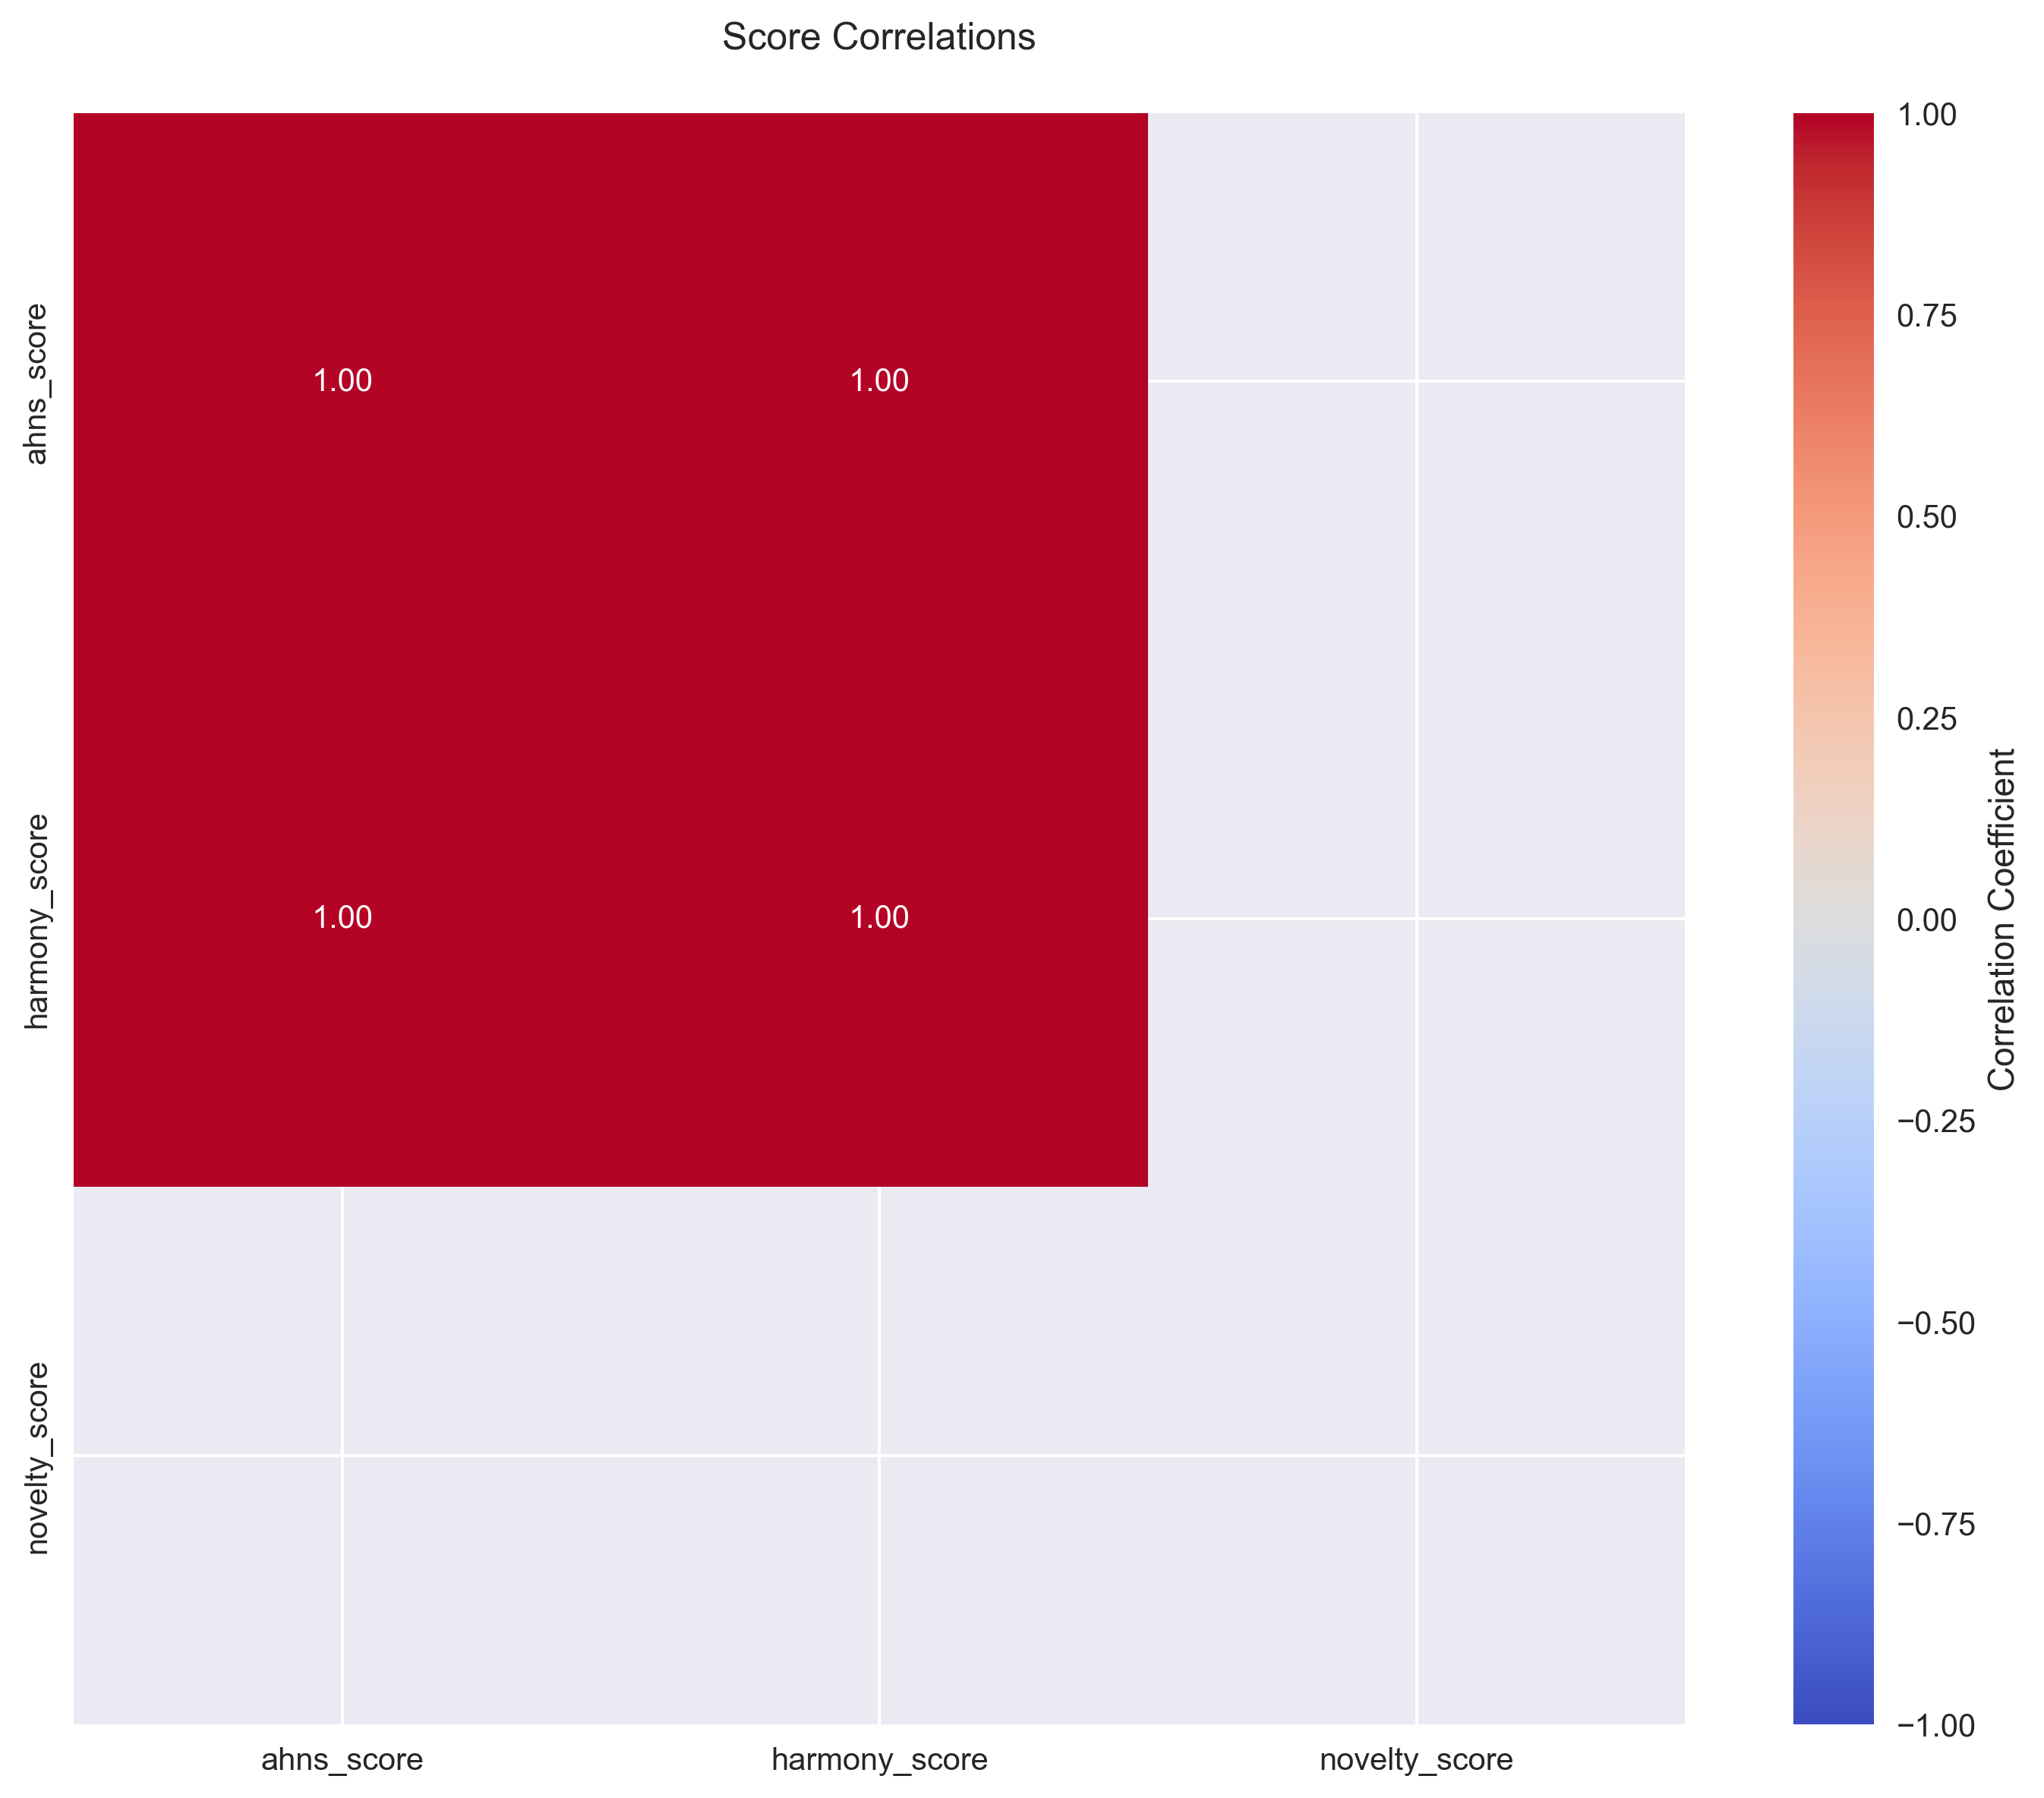 Score Correlations
ahns_score
harmony_score
novelty_score
1.00 1.00
1.00 1.00
ahns_score harmony_score novelty_score
1.00
0.75
0.50
0.25
0.00
−0.25
−0.50
−0.75
−1.00
Correlation Coefficient